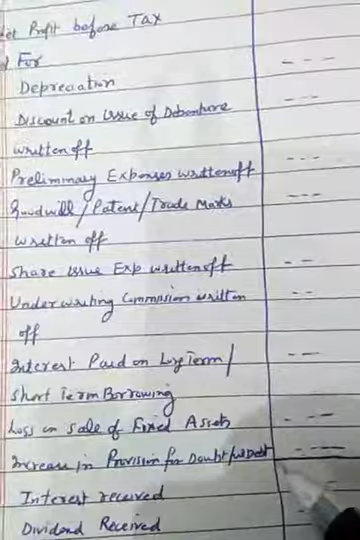 Net Profit before Tax
For
Depreciation
Discount on issue of Debenture
written off
Preliminary Expenses written off
Goodwill/Patent/Trade Marks
written off
Share issue Exp written off
Underwriting Commission written
off
Interest Paid on Long Term/
Short Term Borrowing
Loss on Sale of Fixed Assets
Increase in Provision for Doubtful Debt
Interest received
Dividend Received